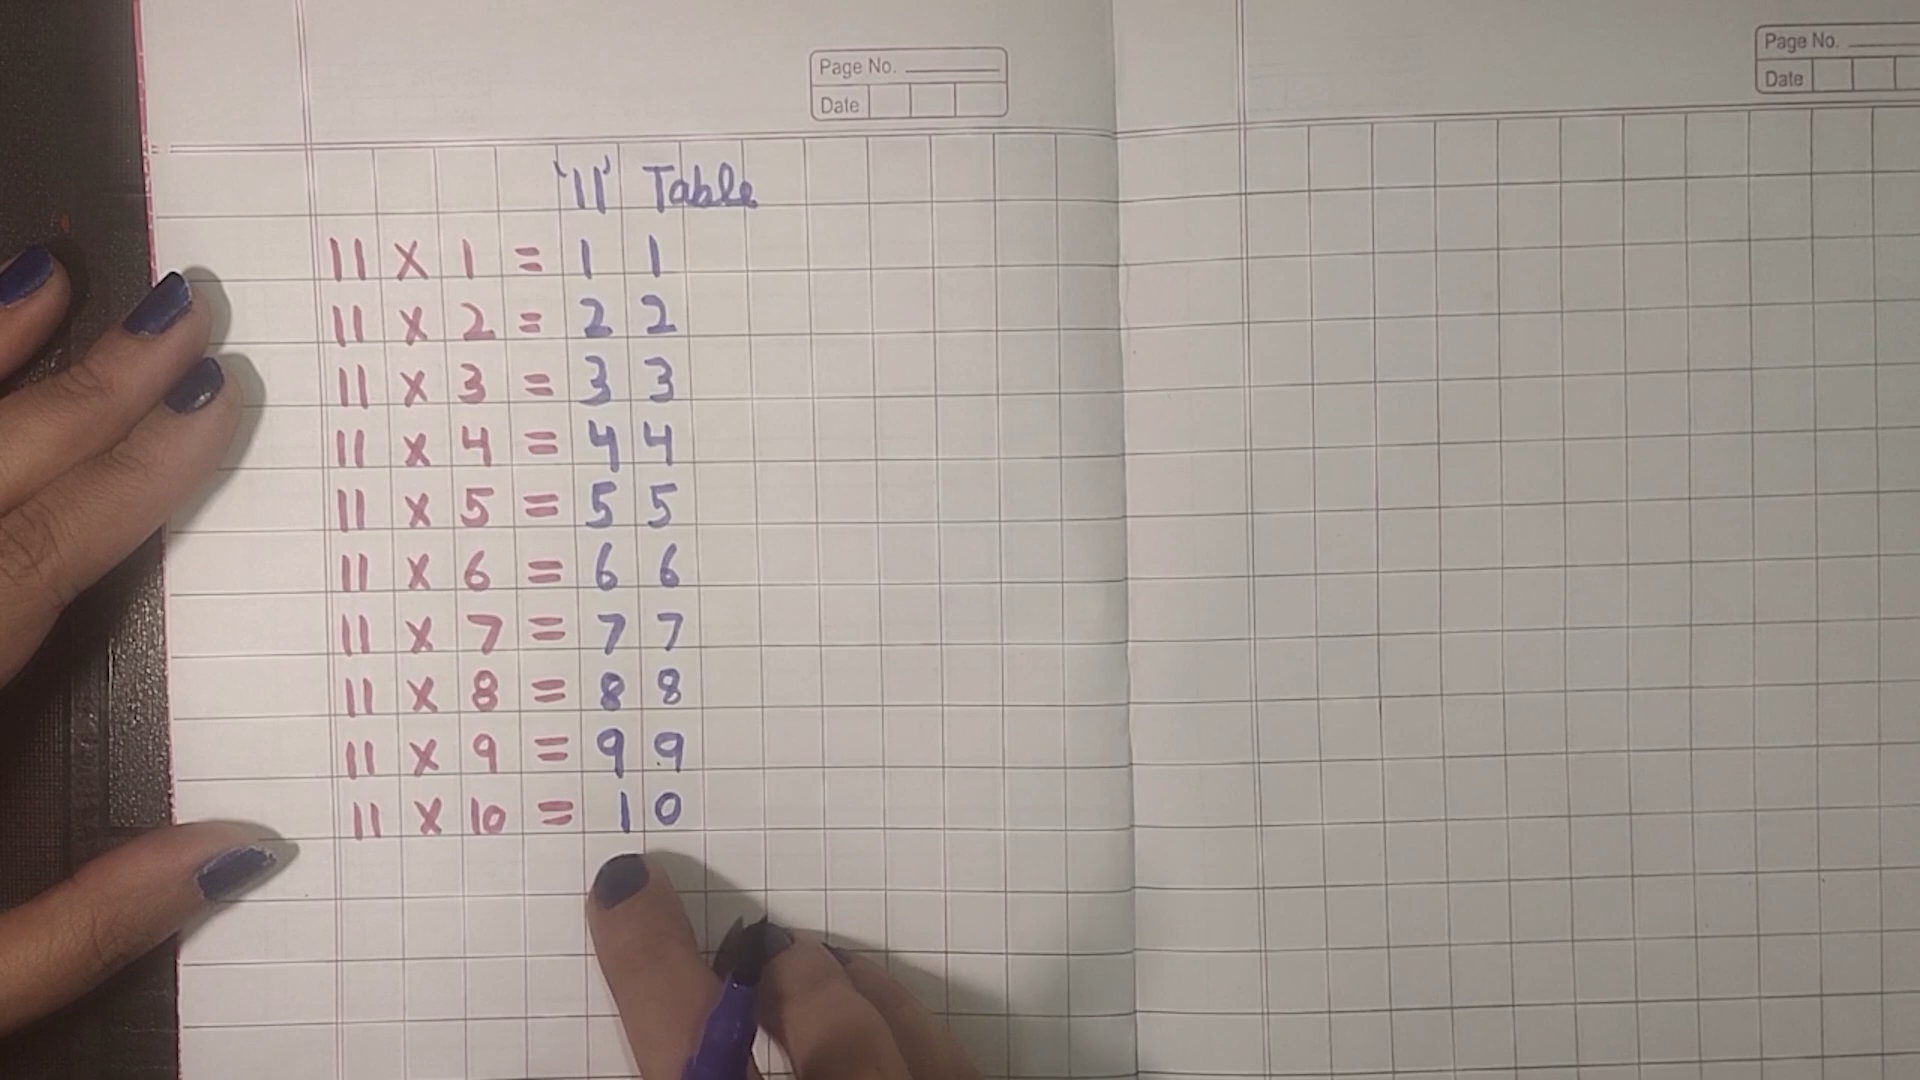 Page No.
Date
Page No.
Date
'11' Table
11 × 1 = 1 1
11 × 2 = 2 2
11 × 3 = 3 3
11 × 4 = 4 4
11 × 5 = 5 5
11 × 6 = 6 6
11 × 7 = 7 7
11 × 8 = 8 8
11 × 9 = 9 9
11 × 10 = 1 0